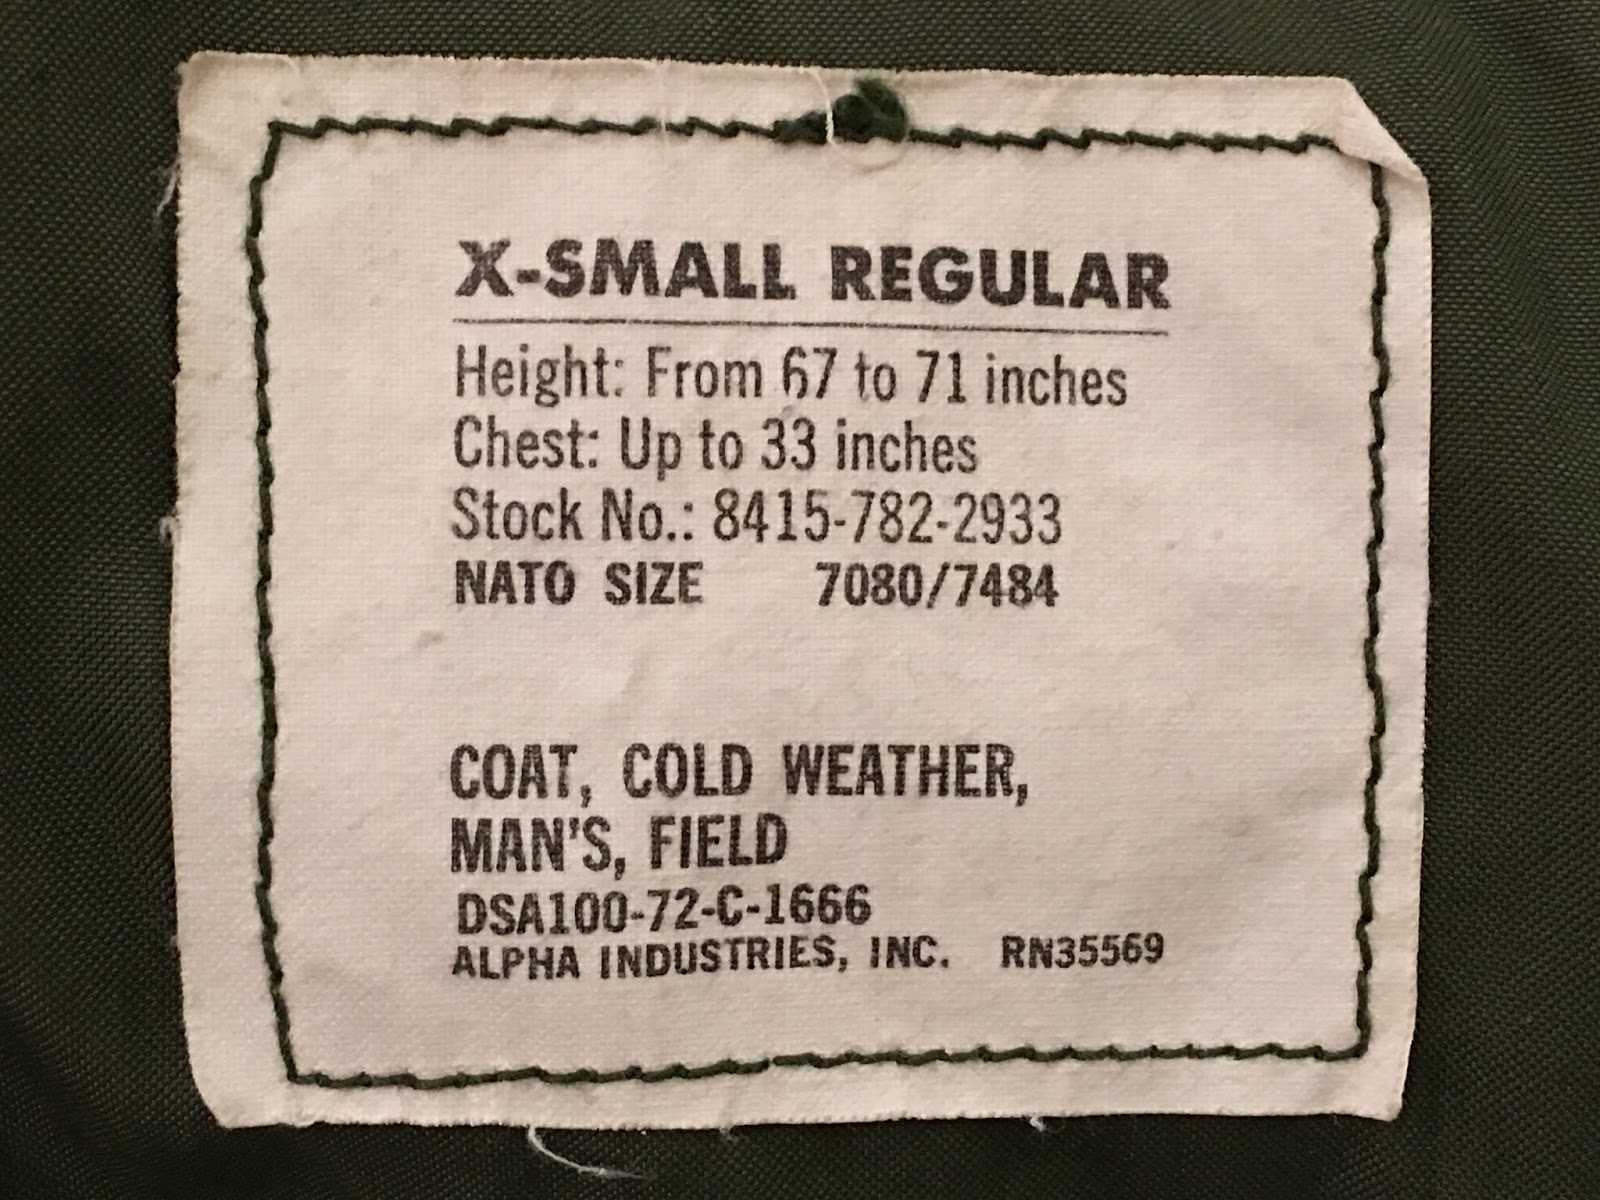 X-SMALL REGULAR
Height: From 67 to 71 inches
Chest: Up to 33 inches
Stock No.: 8415-782-2933
NATO SIZE 7080/7484
COAT, COLD WEATHER,
MAN'S, FIELD
DSA100-72-C-1666
ALPHA INDUSTRIES, INC. RN35569